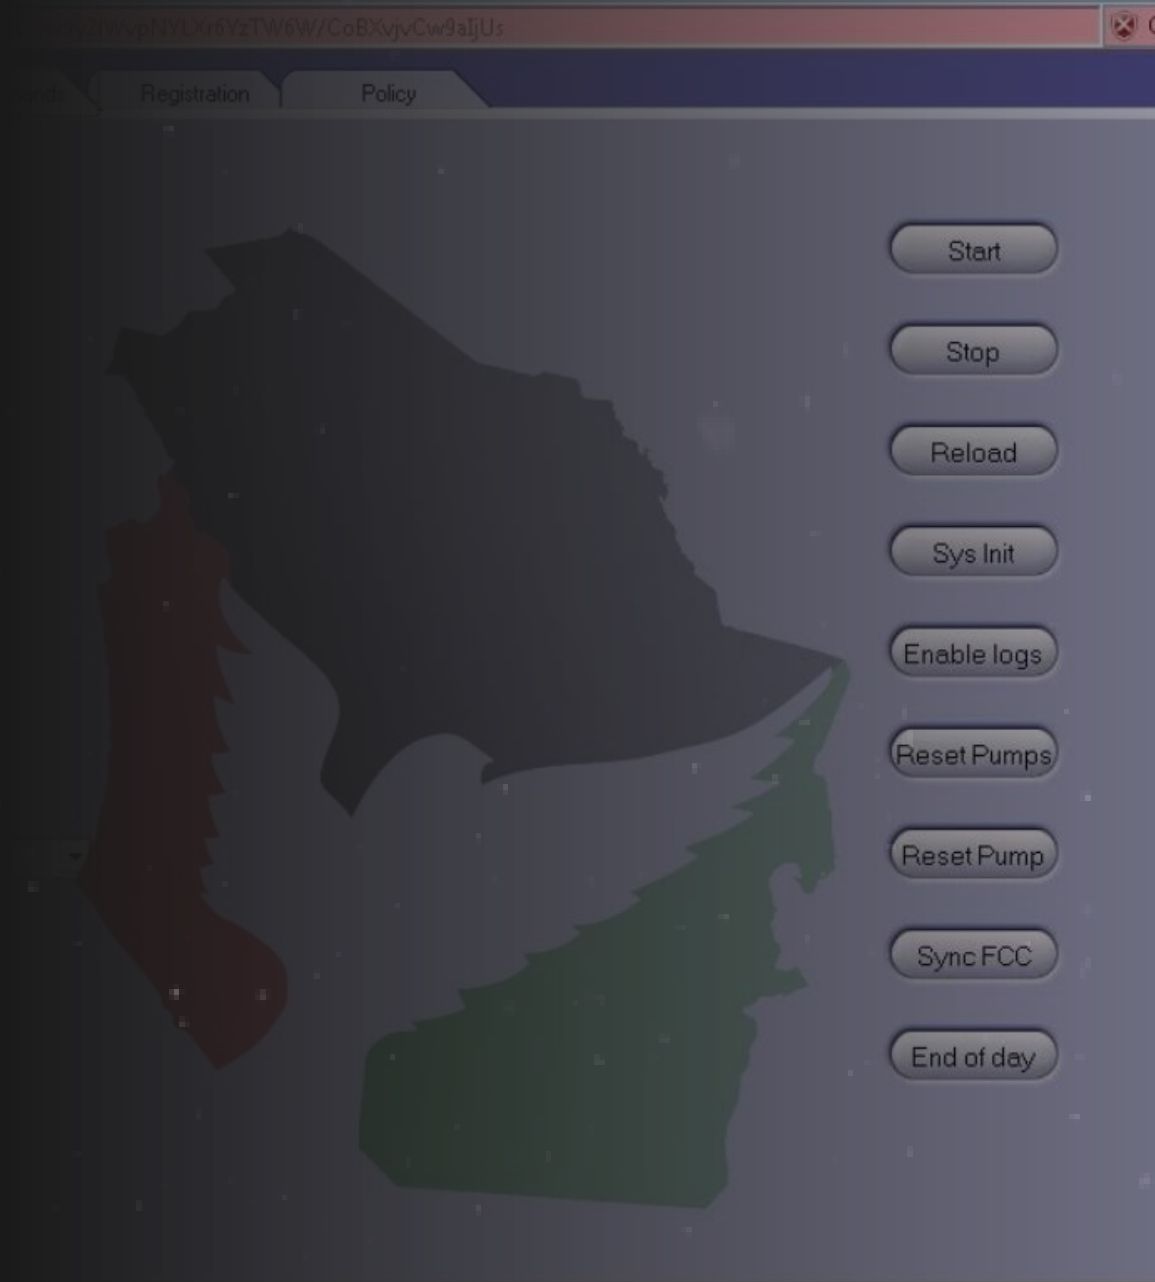 Registration
Policy
Start
Stop
Reload
Sys Init
Enable logs
Reset Pumps
Reset Pump
Sync FCC
End of day